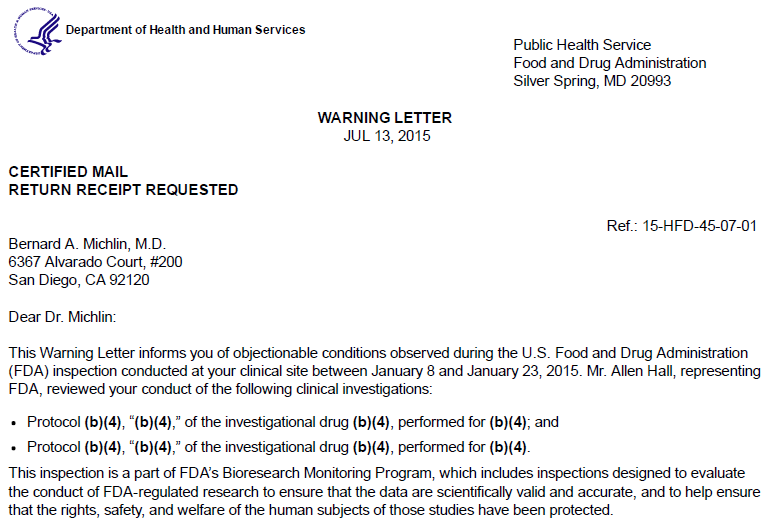 Department of Health and Human Services
Public Health Service
Food and Drug Administration
Silver Spring, MD 20993
WARNING LETTER
JUL 13, 2015
CERTIFIED MAIL
RETURN RECEIPT REQUESTED
Ref.: 15-HFD-45-07-01
Bernard A. Michlin, M.D.
6367 Alvarado Court, #200
San Diego, CA 92120
Dear Dr. Michlin:
This Warning Letter informs you of objectionable conditions observed during the U.S. Food and Drug Administration
(FDA) inspection conducted at your clinical site between January 8 and January 23, 2015. Mr. Allen Hall, representing
FDA, reviewed your conduct of the following clinical investigations:
• Protocol (b)(4), “(b)(4),” of the investigational drug (b)(4), performed for (b)(4); and
• Protocol (b)(4), “(b)(4),” of the investigational drug (b)(4), performed for (b)(4).
This inspection is a part of FDA’s Bioresearch Monitoring Program, which includes inspections designed to evaluate
the conduct of FDA-regulated research to ensure that the data are scientifically valid and accurate, and to help ensure
that the rights, safety, and welfare of the human subjects of those studies have been protected.